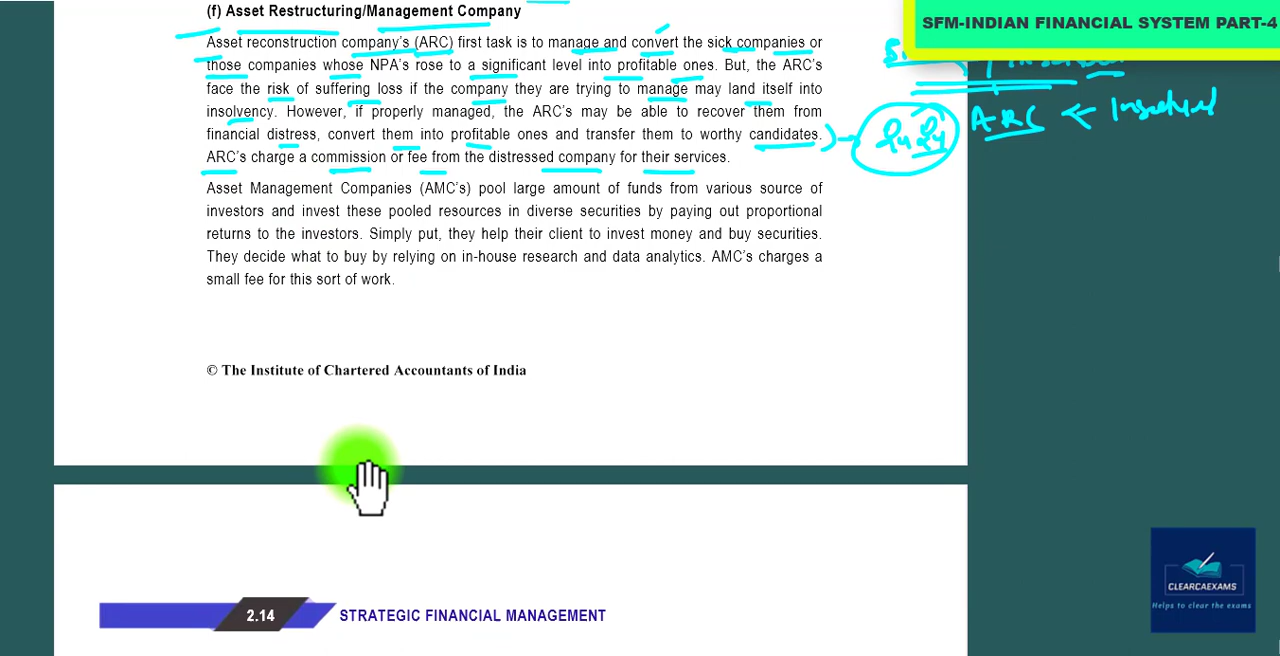 (f) Asset Restructuring/Management Company
SFM-INDIAN FINANCIAL SYSTEM PART-4
Asset reconstruction company's (ARC) first task is to manage and convert the sick companies or
those companies whose NPA's rose to a significant level into profitable ones. But, the ARC's
face the risk of suffering loss if the company they are trying to manage may land itself into
insolvency. However, if properly managed, the ARC's may be able to recover them from
financial distress, convert them into profitable ones and transfer them to worthy candidates.
ARC's charge a commission or fee from the distressed company for their services.
ARC
Asset Management Companies (AMC's) pool large amount of funds from various source of
investors and invest these pooled resources in diverse securities by paying out proportional
returns to the investors. Simply put, they help their client to invest money and buy securities.
They decide what to buy by relying on in-house research and data analytics. AMC's charges a
small fee for this sort of work.
© The Institute of Chartered Accountants of India
CLEARCAEXAMS
Helps to clear the exams
2.14 STRATEGIC FINANCIAL MANAGEMENT